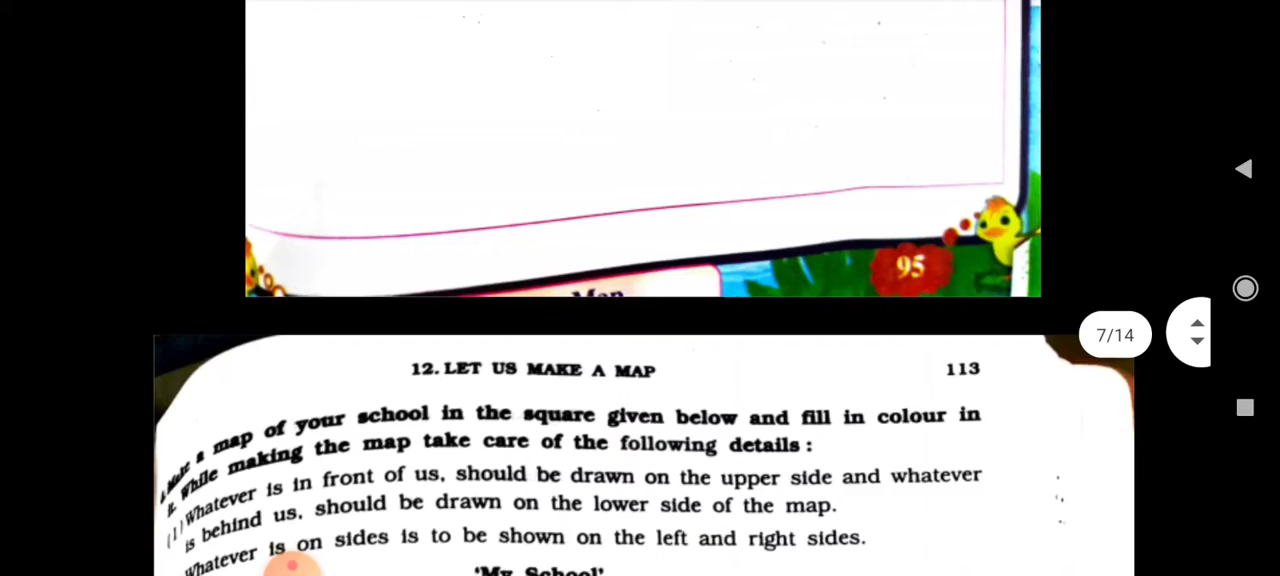 95
Map
7/14
12. LET US MAKE A MAP 113
Make a map of your school in the square given below and fill in colour in
it. While making the map take care of the following details :
(1) Whatever is in front of us, should be drawn on the upper side and whatever
is behind us, should be drawn on the lower side of the map.
Whatever is on sides is to be shown on the left and right sides.
'My School'